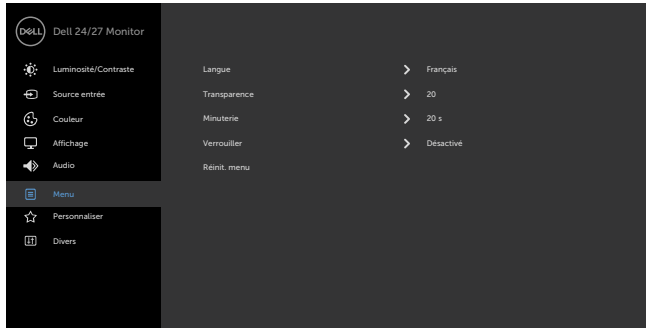 DELL Dell 24/27 Monitor
Luminosité/Contraste
Source entrée
Couleur
Affichage
Audio
Menu
Personnaliser
Divers
Langue Français
Transparence 20
Minuterie 20 s
Verrouiller Désactivé
Réinit. menu